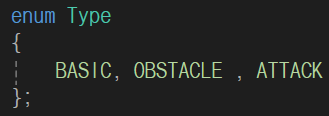 enum Type
{
BASIC, OBSTACLE , ATTACK
};